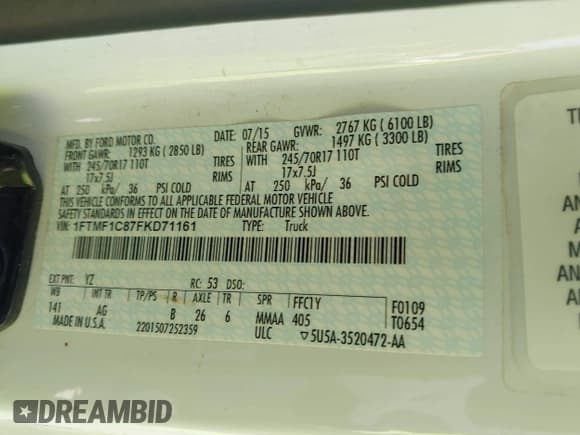 MFD. BY FORD MOTOR CO.
DATE: 07/15 GVWR: 2767 KG ( 6100 LB)
FRONT GAWR: 1293 KG ( 2850 LB)
REAR GAWR: 1497 KG ( 3300 LB)
WITH 245/70R17 110T TIRES
WITH 245/70R17 110T TIRES
17x7.5J RIMS
17x7.5J RIMS
AT 250 kPa/ 36 PSI COLD
AT 250 kPa/ 36 PSI COLD
THIS VEHICLE CONFORMS TO ALL APPLICABLE FEDERAL MOTOR VEHICLE
SAFETY STANDARDS IN EFFECT ON THE DATE OF MANUFACTURE SHOWN ABOVE.
VIN: 1FTMF1C87FKD71161 TYPE: Truck
EXT PNT: YZ RC: 53 DSO:
WB INT TR TP/PS R AXLE TR SPR FFC1Y F0109
141 AG B 26 6 MMAA 405 T0654
MADE IN U.S.A. 2201507252359 ULC ▽5U5A-3520472-AA
DREAMBID